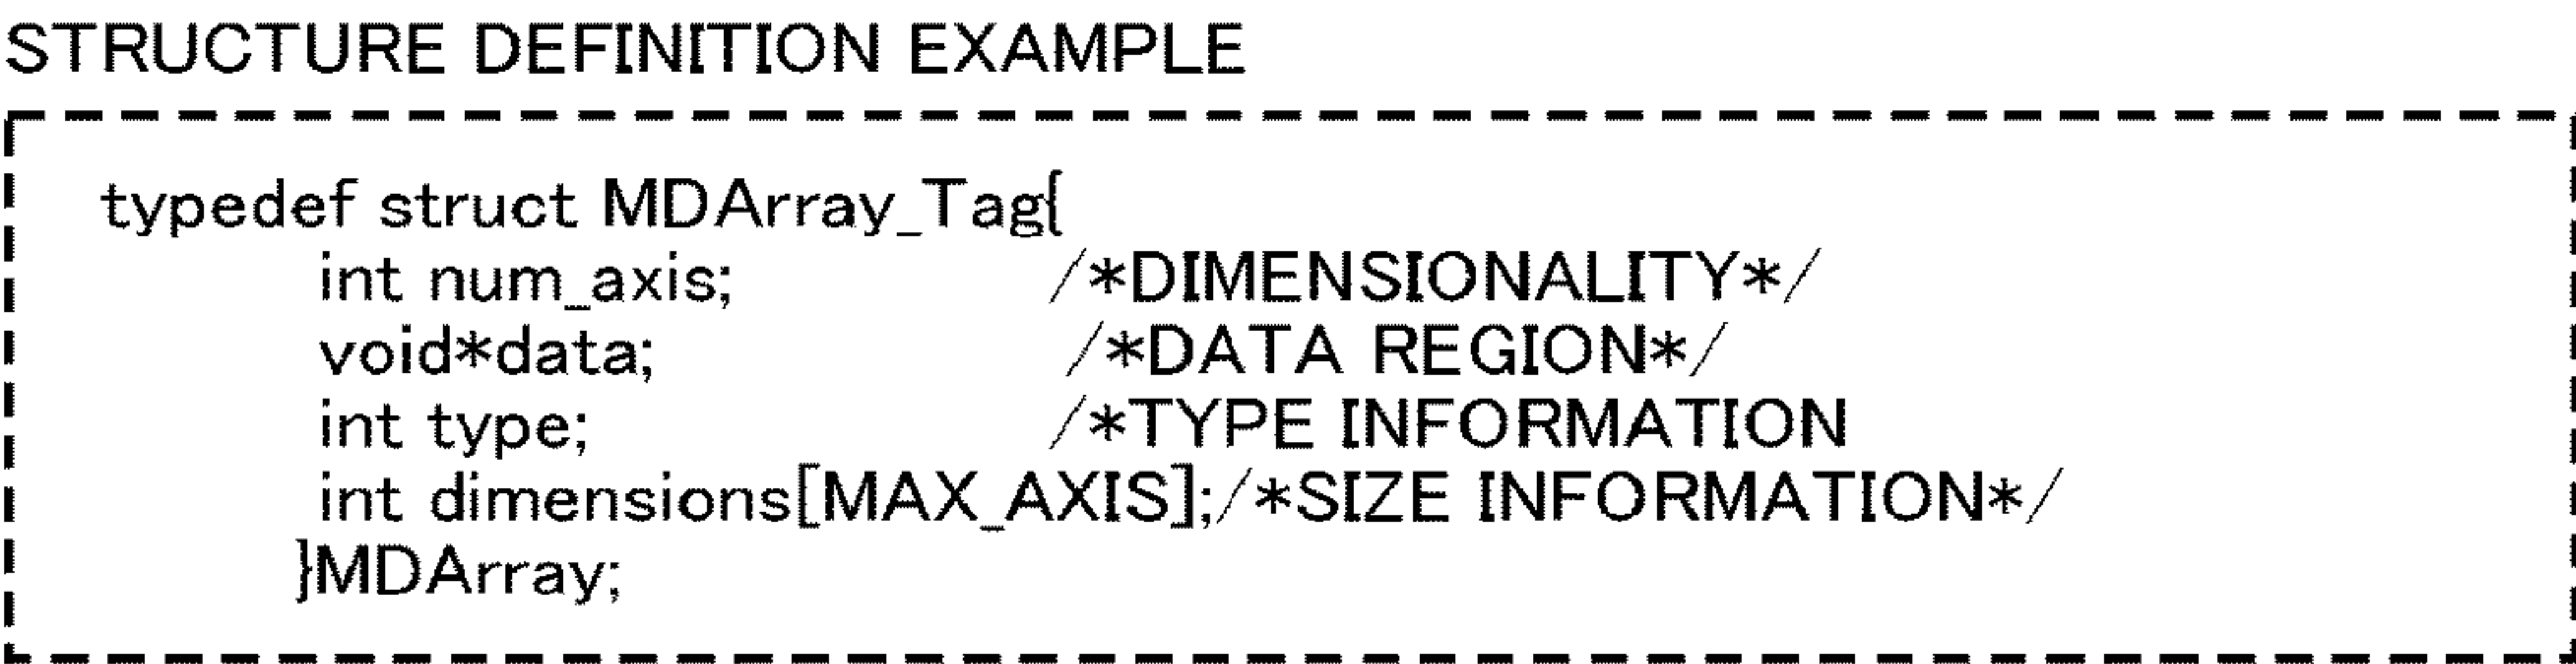 STRUCTURE DEFINITION EXAMPLE
typedef struct MDArray_Tag{
int num_axis; /*DIMENSIONALITY*/
void*data; /*DATA REGION*/
int type; /*TYPE INFORMATION
int dimensions[MAX_AXIS];/*SIZE INFORMATION*/
}MDArray;